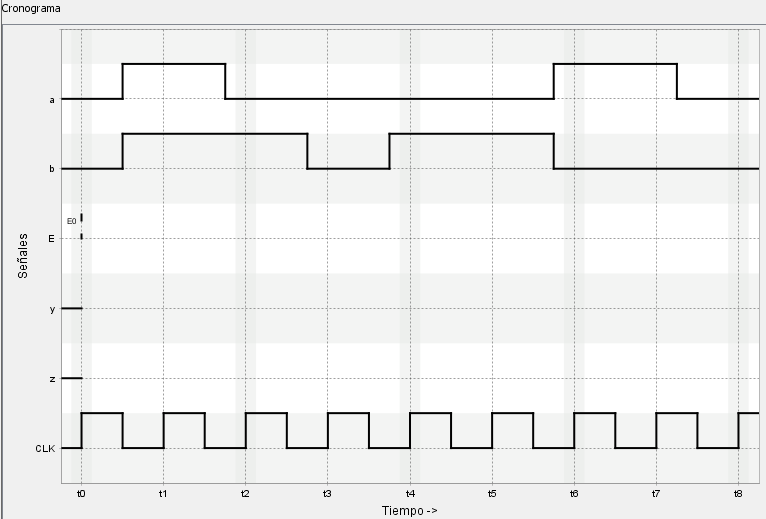 Cronograma
a
b
E0
E
Señales
y
z
CLK
t0 t1 t2 t3 t4 t5 t6 t7 t8
Tiempo ->